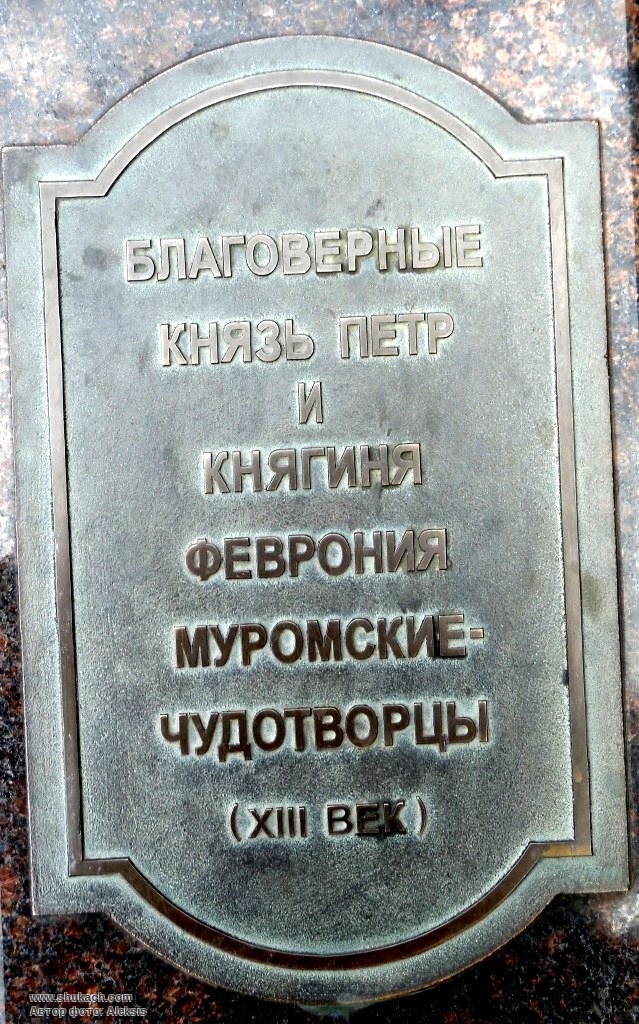 БЛАГОВЕРНЫЕ
КНЯЗЬ ПЕТР
И
КНЯГИНЯ
ФЕВРОНИЯ
МУРОМСКИЕ-
ЧУДОТВОРЦЫ
(XIII ВЕК)
www.shukach.com
Автор фото: Aleksis